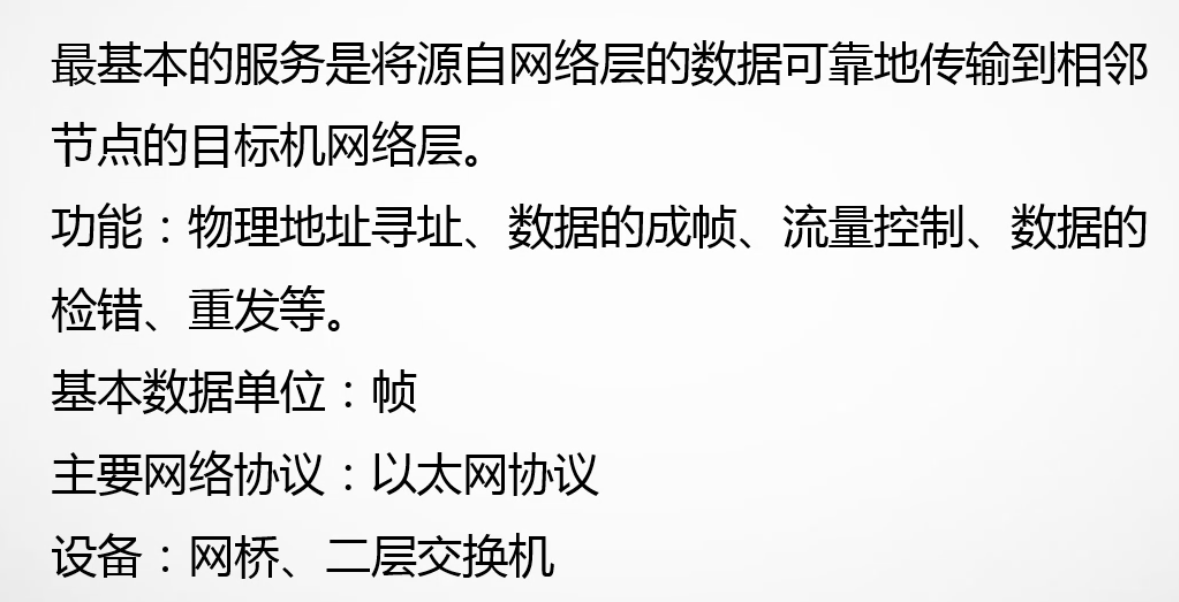 最基本的服务是将源自网络层的数据可靠地传输到相邻
节点的目标机网络层。
功能：物理地址寻址、数据的成帧、流量控制、数据的
检错、重发等。
基本数据单位：帧
主要网络协议：以太网协议
设备：网桥、二层交换机